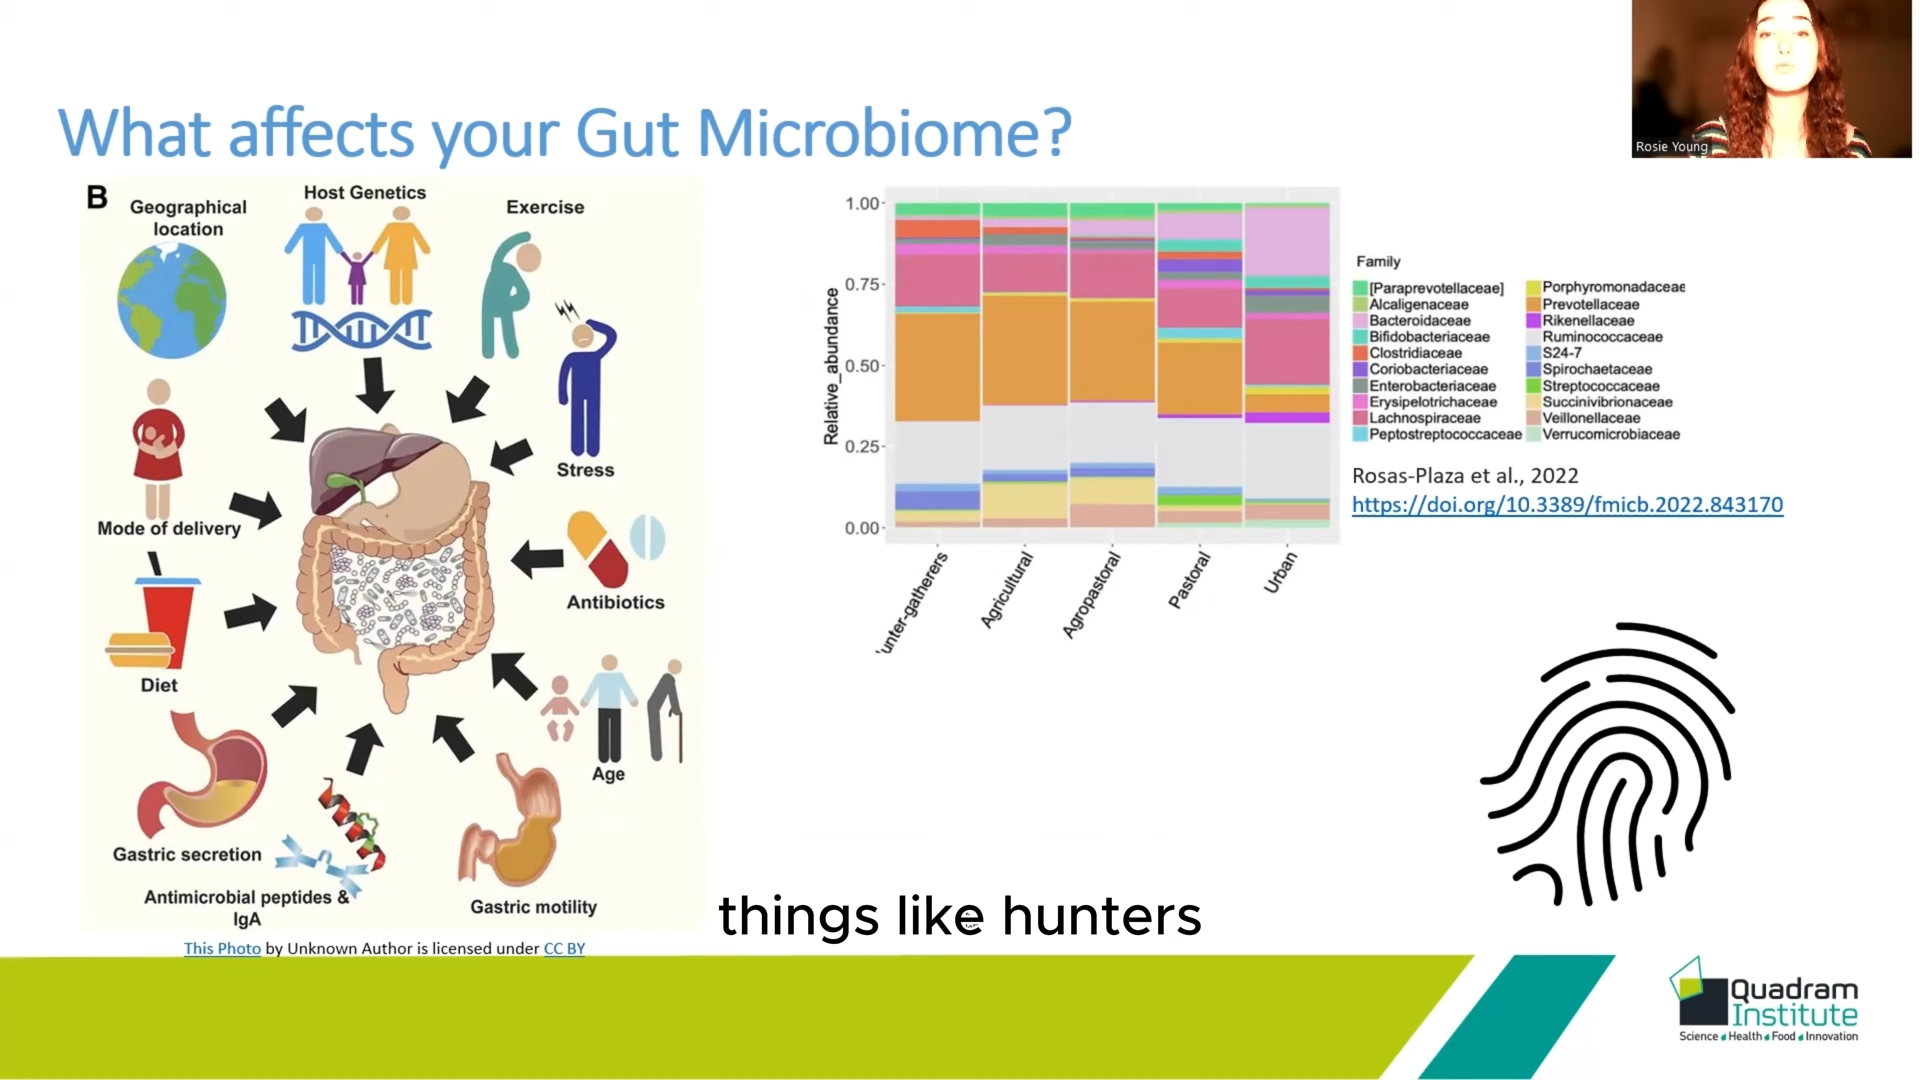 Rosie Young
What affects your Gut Microbiome?
B
Geographical
location
Host Genetics
Exercise
Stress
Mode of delivery
Antibiotics
Diet
Age
Gastric secretion
Antimicrobial peptides &
IgA
Gastric motility
This Photo by Unknown Author is licensed under CC BY
1.00
0.75
0.50
0.25
0.00
Relative_abundance
unter-gatherers
Agricultural
Agropastoral
Pastoral
Urban
Family
[Paraprevotellaceae]
Alcaligenaceae
Bacteroidaceae
Bifidobacteriaceae
Clostridiaceae
Coriobacteriaceae
Enterobacteriaceae
Erysipelotrichaceae
Lachnospiraceae
Peptostreptococcaceae
Porphyromonadaceae
Prevotellaceae
Rikenellaceae
Ruminococcaceae
S24-7
Spirochaetaceae
Streptococcaceae
Succinivibrionaceae
Veillonellaceae
Verrucomicrobiaceae
Rosas-Plaza et al., 2022
https://doi.org/10.3389/fmicb.2022.843170
things like hunters
Quadram
Institute
Science Health Food Innovation